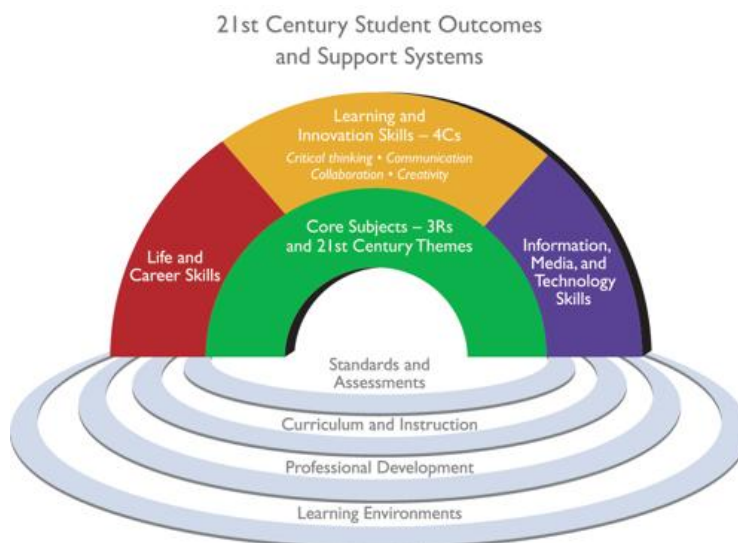 21st Century Student Outcomes
and Support Systems
Learning and
Innovation Skills – 4Cs
Critical thinking • Communication
Collaboration • Creativity
Core Subjects – 3Rs
and 21st Century Themes
Life and
Career Skills
Information,
Media, and
Technology
Skills
Standards and
Assessments
Curriculum and Instruction
Professional Development
Learning Environments